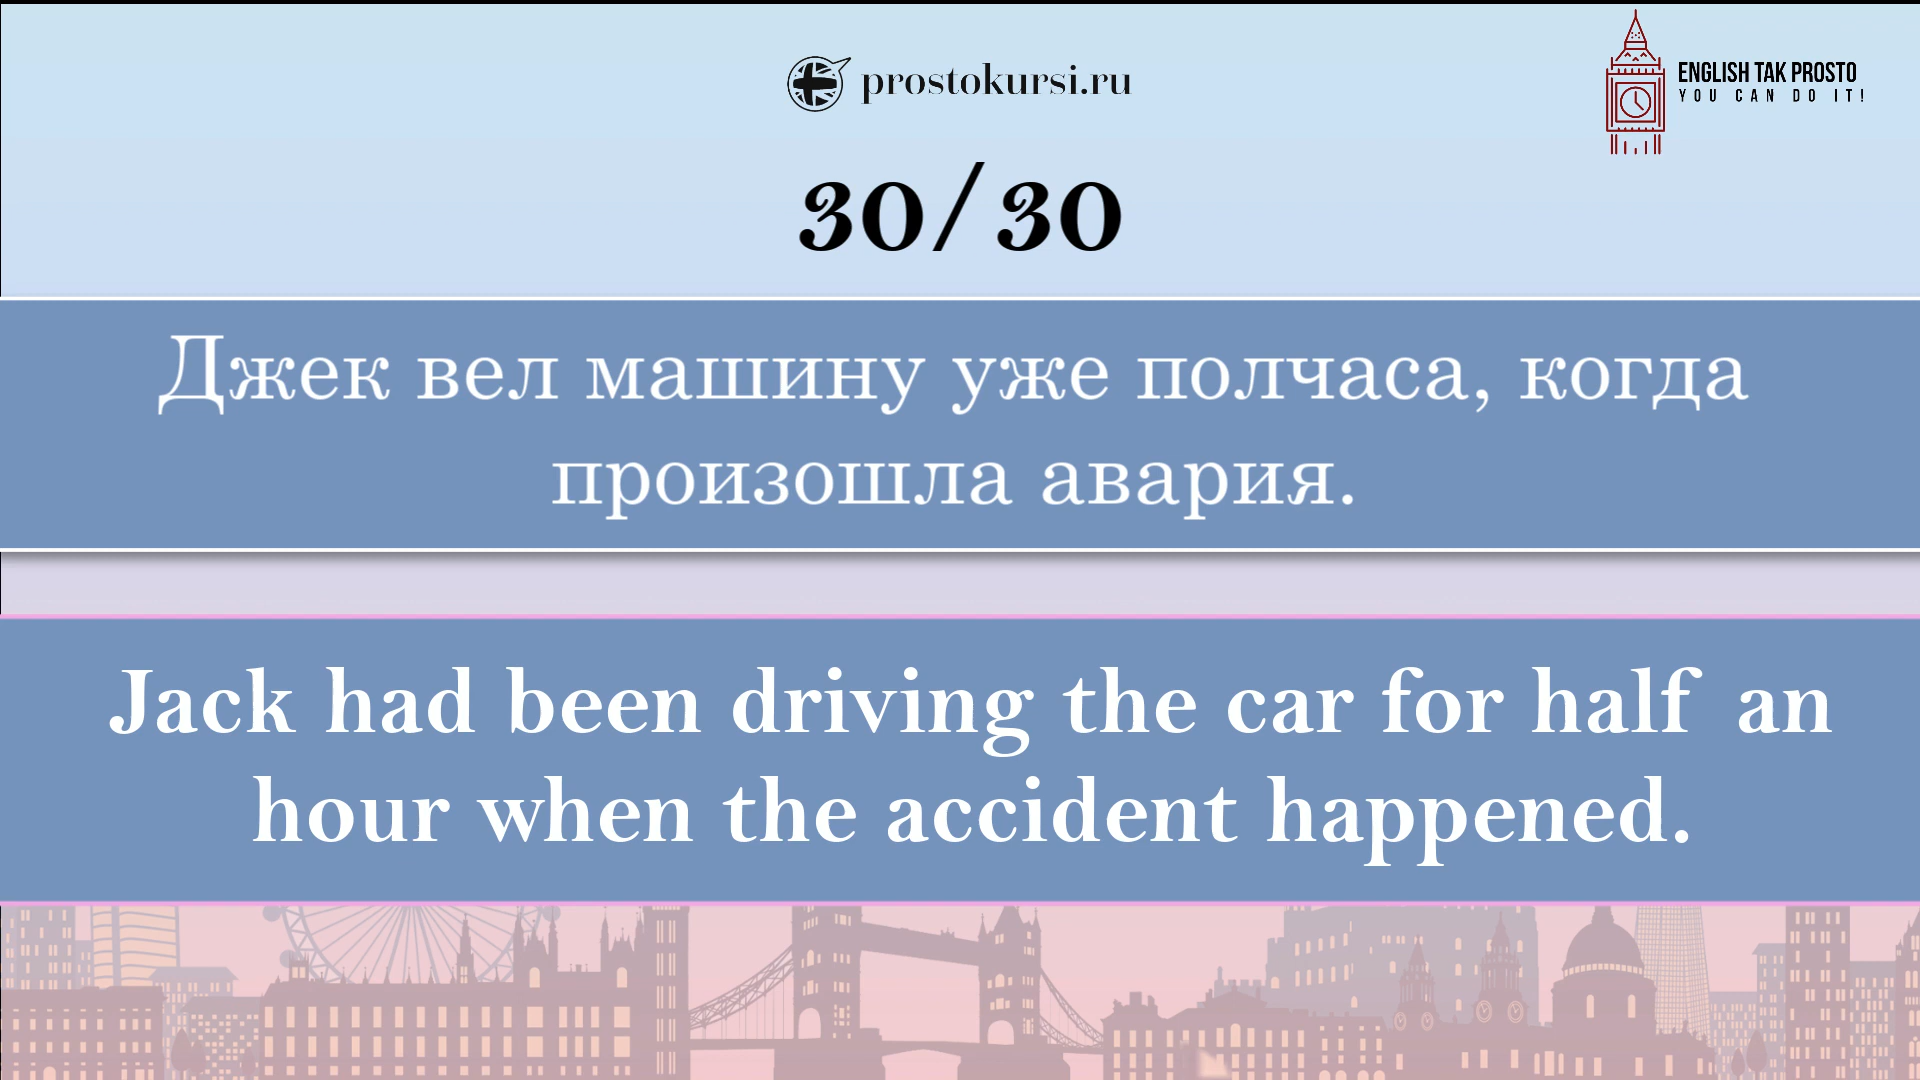 prostokursi.ru
ENGLISH TAK PROSTO
YOU CAN DO IT!
30/30
Джек вел машину уже полчаса, когда
произошла авария.
Jack had been driving the car for half an
hour when the accident happened.